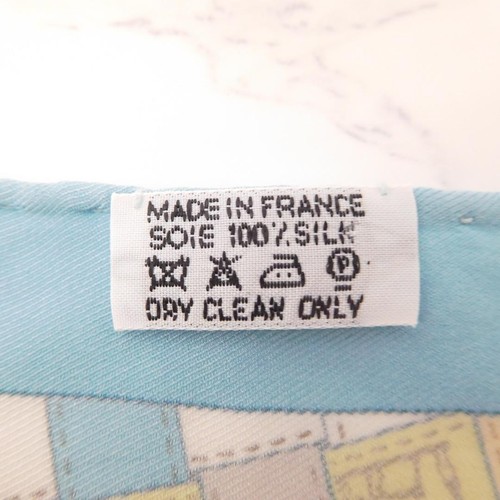 MADE IN FRANCE
SOIE 100% SILK
P
DRY CLEAN ONLY